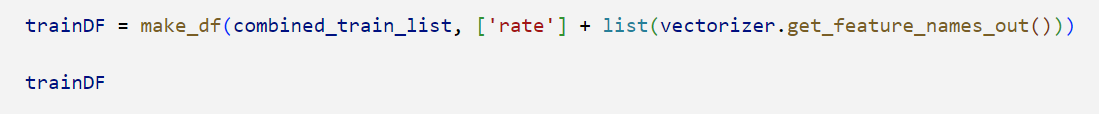 trainDF = make_df(combined_train_list, ['rate'] + list(vectorizer.get_feature_names_out()))
trainDF